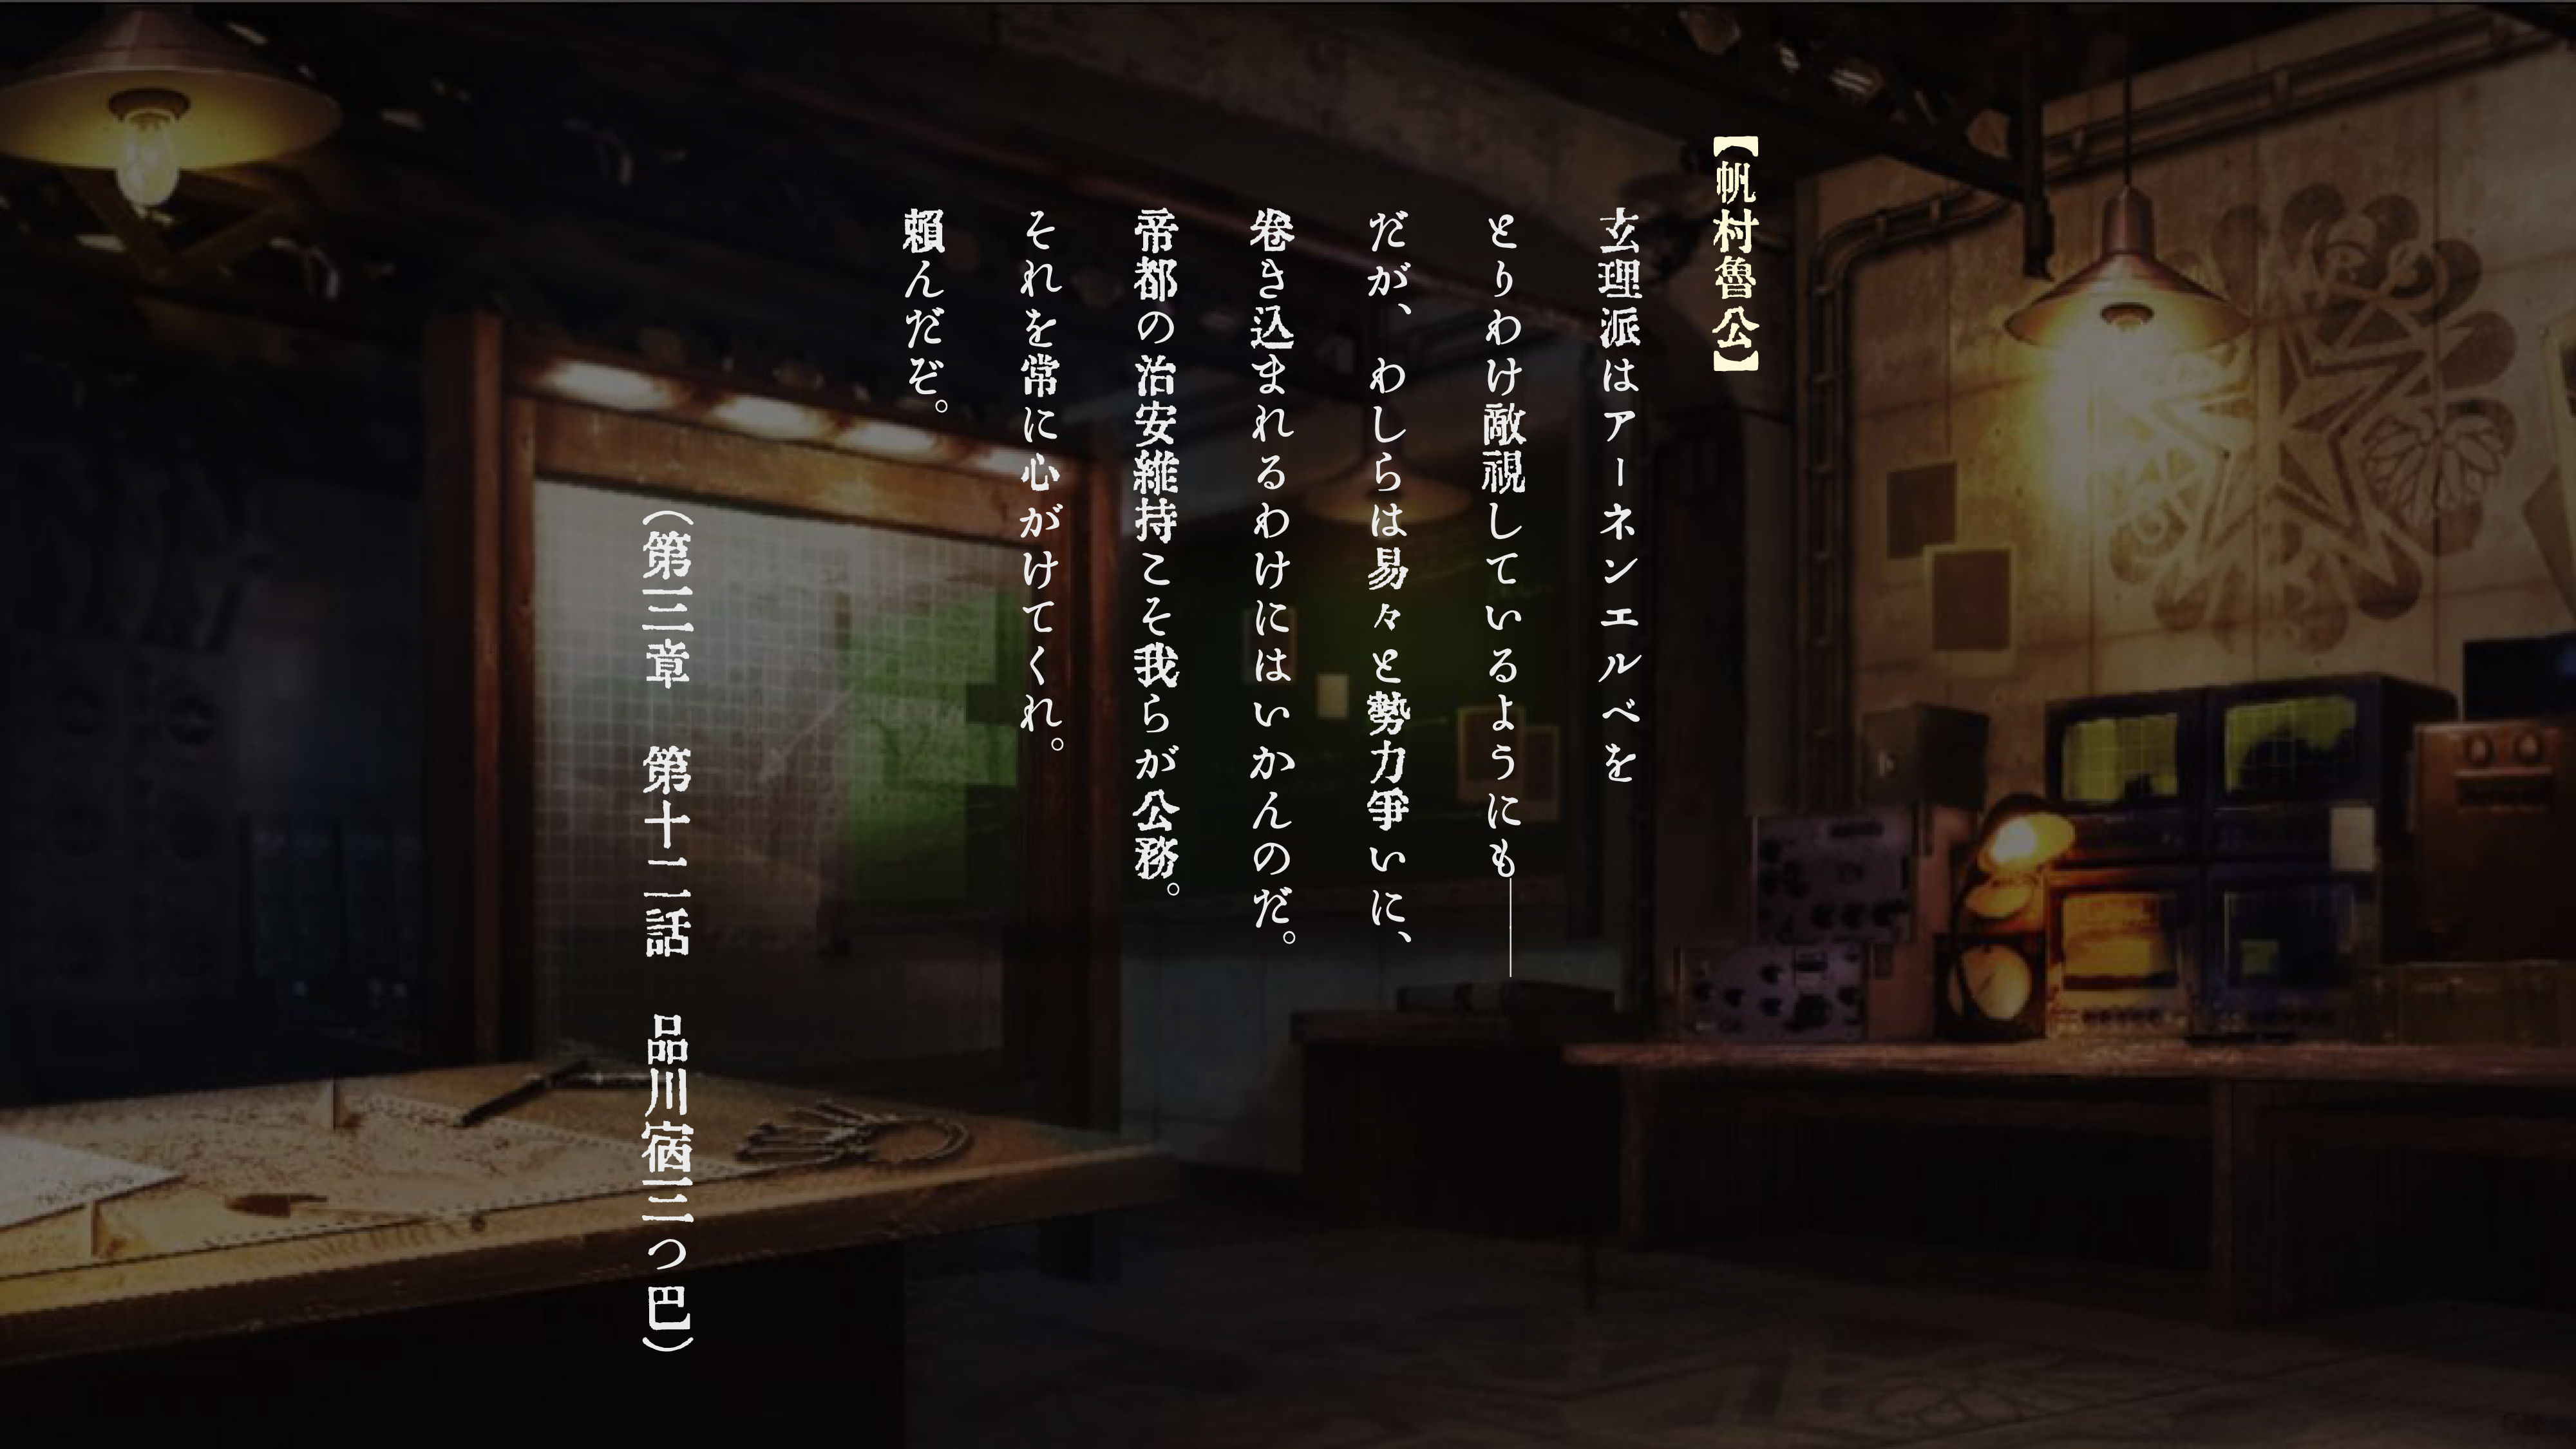 【帆村魯公】
玄理派はアーネンエルベを
とりわけ敵視しているようにも――
だが、わしらは易々と勢力争いに、
巻き込まれるわけにはいかんのだ。
帝都の治安維持こそ我らが公務。
それを常に心がけてくれ。
頼んだぞ。
（第三章　第十二話　品川宿三つ巴）